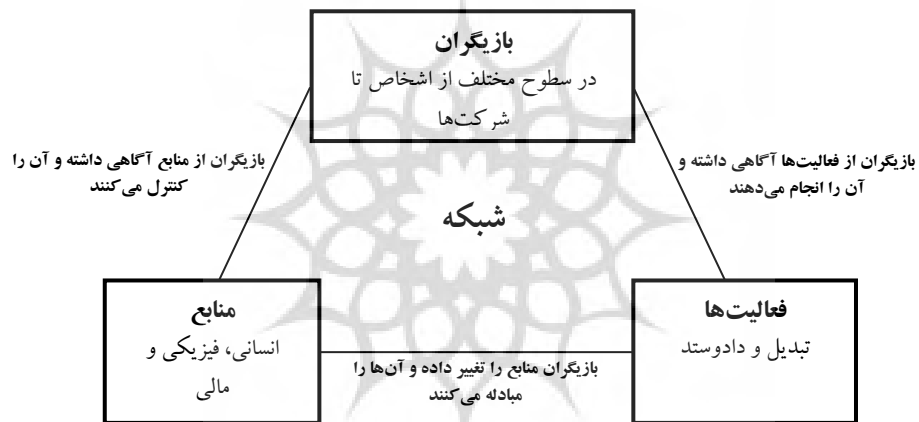 بازیگران
در سطوح مختلف از اشخاص تا
شرکت‌ها
بازیگران از فعالیت‌ها آگاهی داشته و
آن را انجام می‌دهند
بازیگران از منابع آگاهی داشته و آن را
کنترل می‌کنند
شبکه
فعالیت‌ها
تبدیل و دادوستد
منابع
انسانی، فیزیکی و
مالی
بازیگران منابع را تغییر داده و آن‌ها را
مبادله می‌کنند